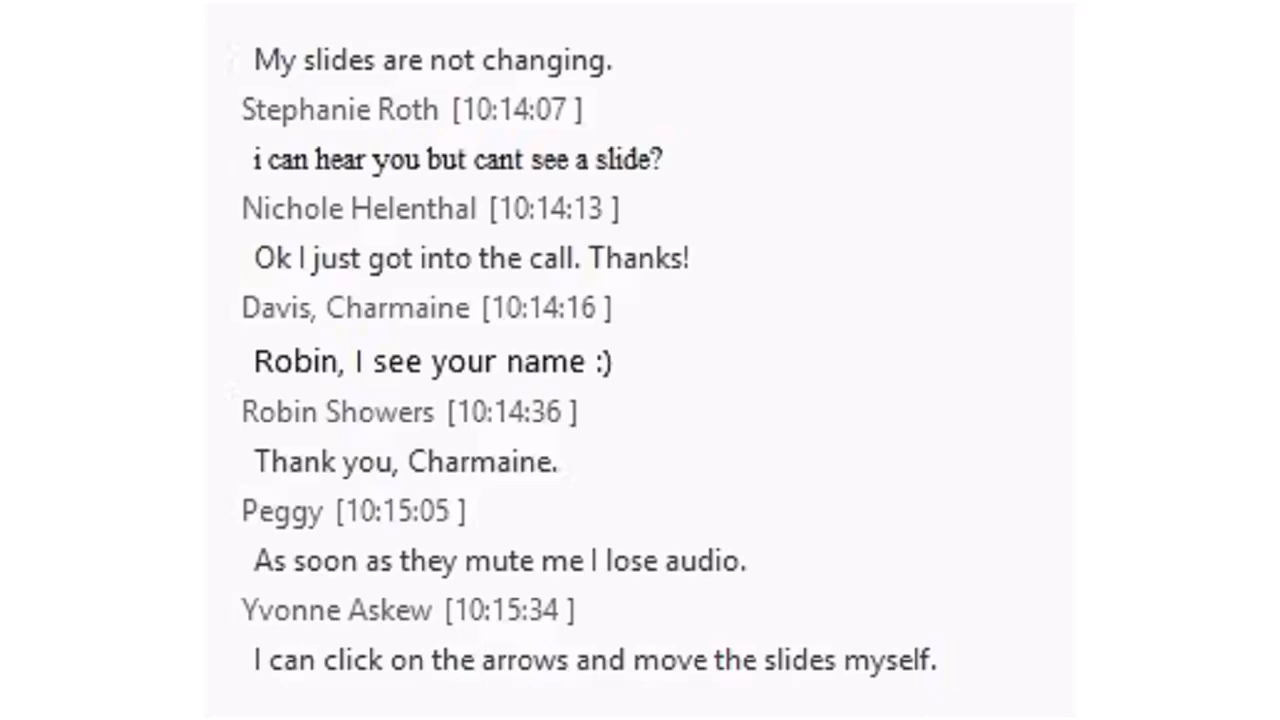 My slides are not changing.
Stephanie Roth [10:14:07 ]
i can hear you but cant see a slide?
Nichole Helenthal [10:14:13 ]
Ok I just got into the call. Thanks!
Davis, Charmaine [10:14:16 ]
Robin, I see your name :)
Robin Showers [10:14:36 ]
Thank you, Charmaine.
Peggy [10:15:05 ]
As soon as they mute me I lose audio.
Yvonne Askew [10:15:34 ]
I can click on the arrows and move the slides myself.